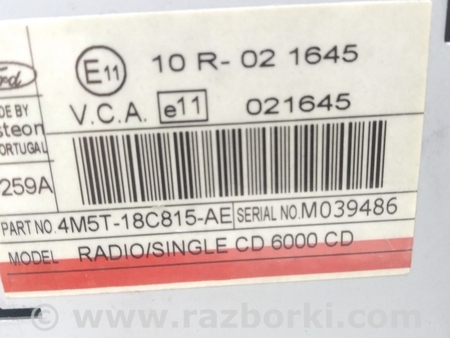 E11 10 R- 02 1645
V.C.A. e11 021645
DE BY
steon
PORTUGAL
259A
PART NO. 4M5T-18C815-AE SERIAL NO. M039486
MODEL RADIO/SINGLE CD 6000 CD
www.razborki.com